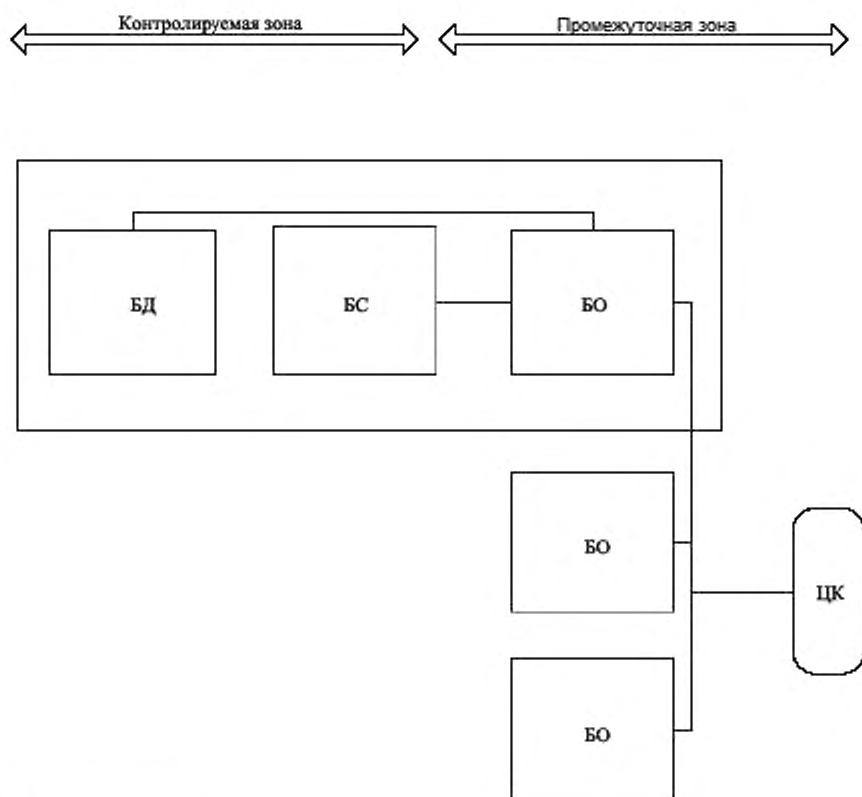 Контролируемая зона
Промежуточная зона
БД
БС
БО
БО
ЦК
БО